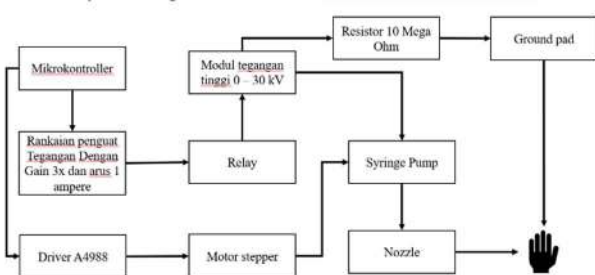 Resistor 10 Mega
Ohm
Ground pad
Mikrokontroller
Modul tegangan
tinggi 0 – 30 kV
Rankaian penguat
Tegangan Dengan
Gain 3x dan arus 1
ampere
Relay
Syringe Pump
Driver A4988
Motor stepper
Nozzle